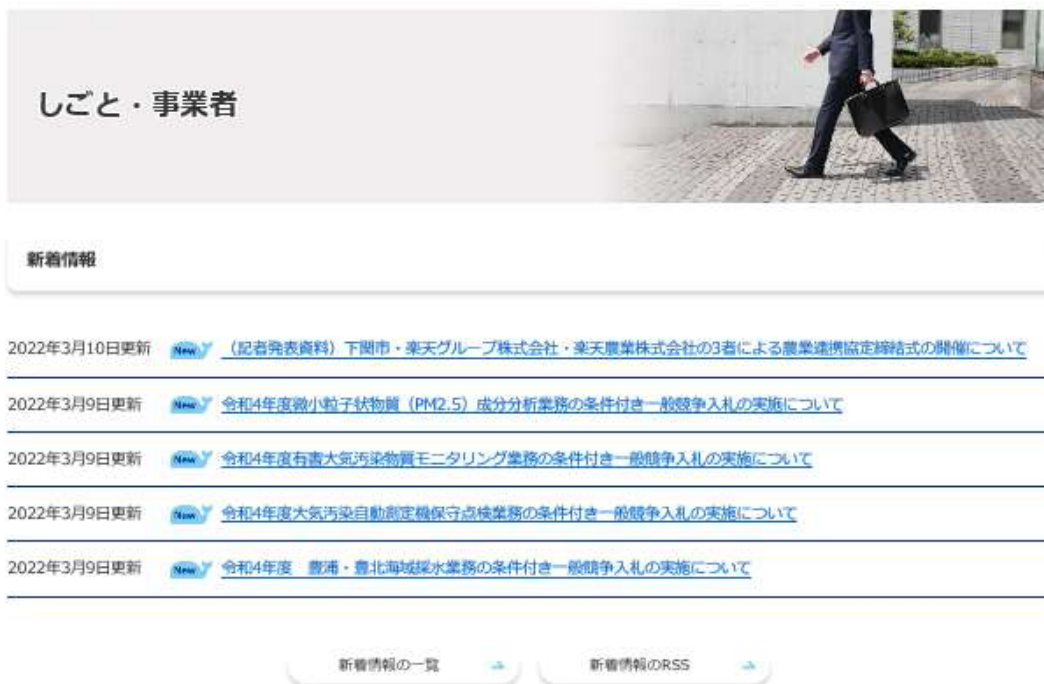 しごと・事業者
新着情報
2022年3月10日更新 New （記者発表資料）下関市・楽天グループ株式会社・楽天農業株式会社の3者による農業連携協定締結式の開催について
2022年3月9日更新 New 令和4年度微小粒子状物質（PM2.5）成分分析業務の条件付き一般競争入札の実施について
2022年3月9日更新 New 令和4年度有害大気汚染物質モニタリング業務の条件付き一般競争入札の実施について
2022年3月9日更新 New 令和4年度大気汚染自動測定機保守点検業務の条件付き一般競争入札の実施について
2022年3月9日更新 New 令和4年度　豊浦・豊北海域採水業務の条件付き一般競争入札の実施について
新着情報の一覧 新着情報のRSS